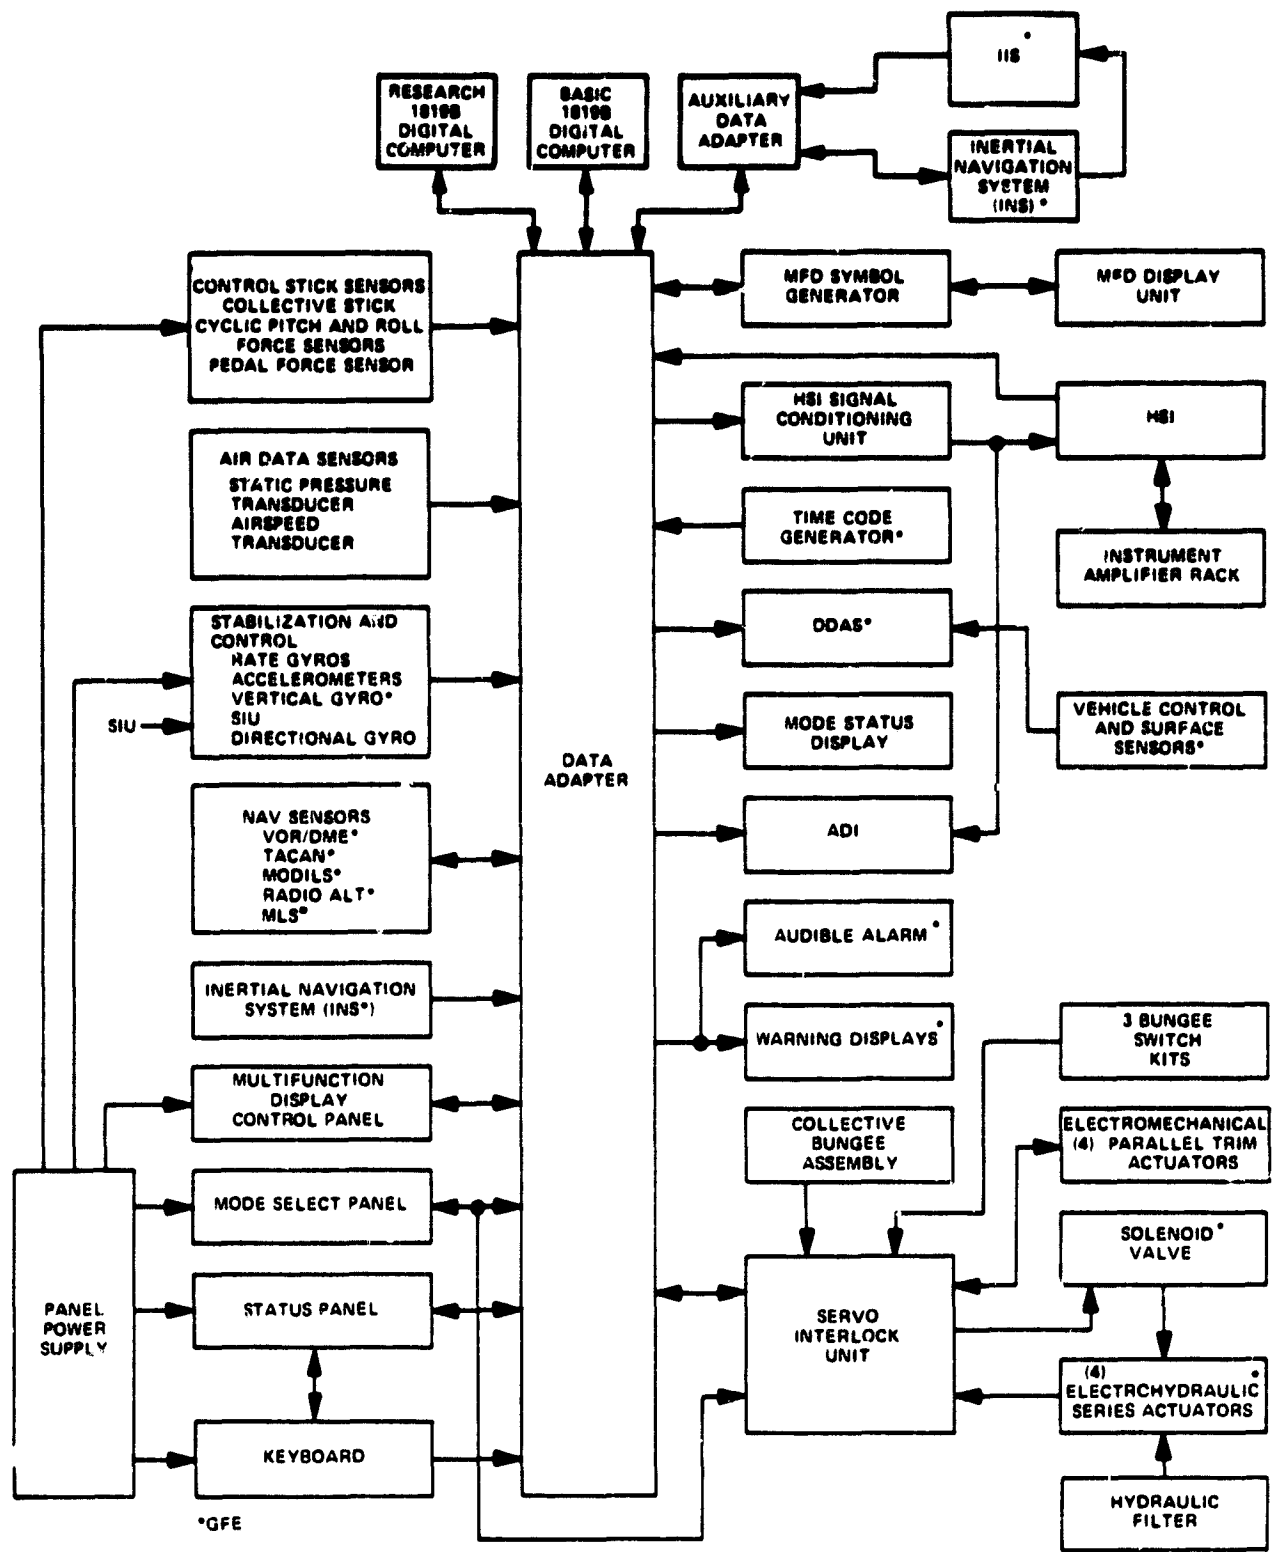 IIS*
RESEARCH
1819B
DIGITAL
COMPUTER
BASIC
1819B
DIGITAL
COMPUTER
AUXILIARY
DATA
ADAPTER
INERTIAL
NAVIGATION
SYETEM
(INS)*
CONTROL STICK SENSORS
COLLECTIVE STICK
CYCLIC PITCH AND ROLL
FORCE SENSORS
PEDAL FORCE SENSOR
MFD SYMBOL
GENERATOR
MFD DISPLAY
UNIT
HSI SIGNAL
CONDITIONING
UNIT
HSI
AIR DATA SENSORS
STATIC PRESSURE
TRANSDUCER
AIRSPEED
TRANSDUCER
TIME CODE
GENERATOR*
INSTRUMENT
AMPLIFIER RACK
STABILIZATION AND
CONTROL
RATE GYROS
ACCELEROMETERS
VERTICAL GYRO*
SIU
DIRECTIONAL GYRO
SIU
DDAS*
MODE STATUS
DISPLAY
VEHICLE CONTROL
AND SURFACE
SENSORS*
DATA
ADAPTER
NAV SENSORS
VOR/DME*
TACAN*
MODILS*
RADIO ALT*
MLS*
ADI
AUDIBLE ALARM*
INERTIAL NAVIGATION
SYSTEM (INS*)
WARNING DISPLAYS*
3 BUNGEE
SWITCH
KITS
MULTIFUNCTION
DISPLAY
CONTROL PANEL
COLLECTIVE
BUNGEE
ASSEMBLY
ELECTROMECHANICAL
(4) PARALLEL TRIM
ACTUATORS
MODE SELECT PANEL
SOLENOID*
VALVE
PANEL
POWER
SUPPLY
STATUS PANEL
SERVO
INTERLOCK
UNIT
(4)
ELECTRCHYDRAULIC*
SERIES ACTUATORS
KEYBOARD
HYDRAULIC
FILTER
*GFE